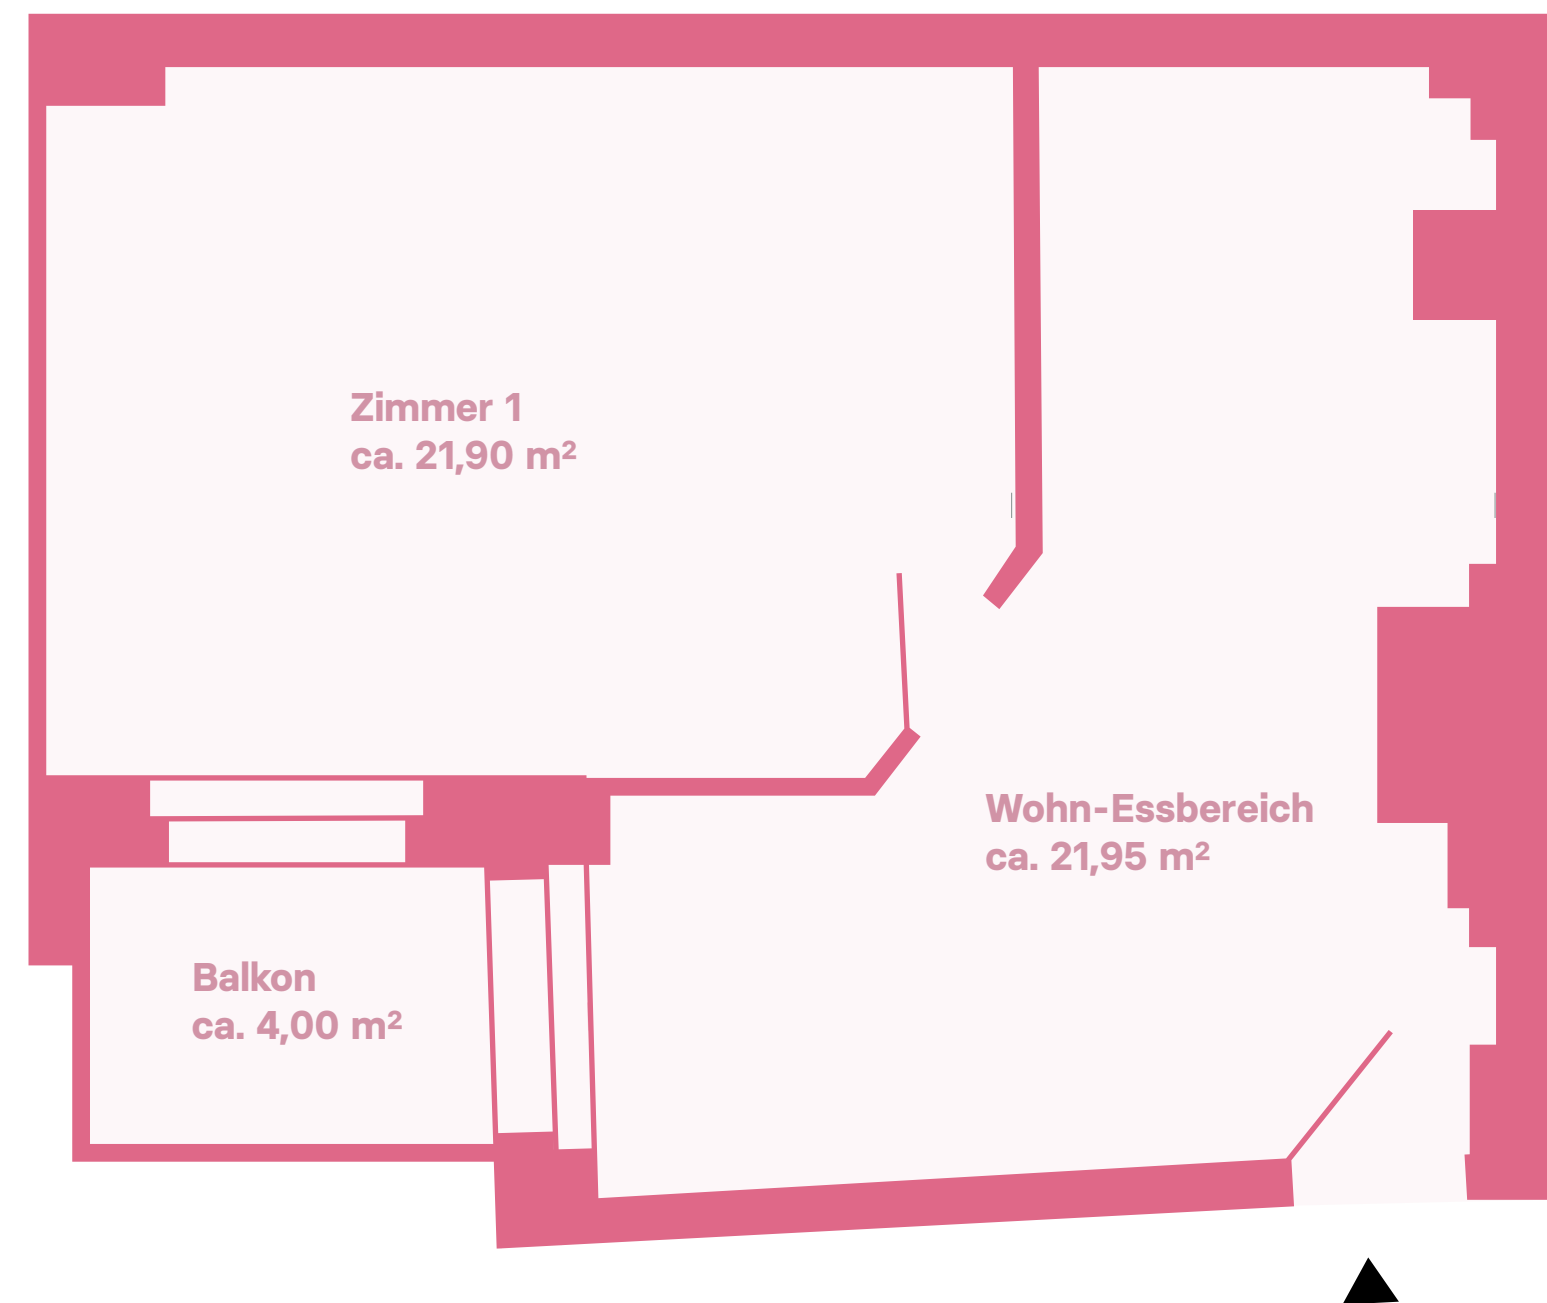 Zimmer 1
ca. 21,90 m²
Wohn-Essbereich
ca. 21,95 m²
Balkon
ca. 4,00 m²